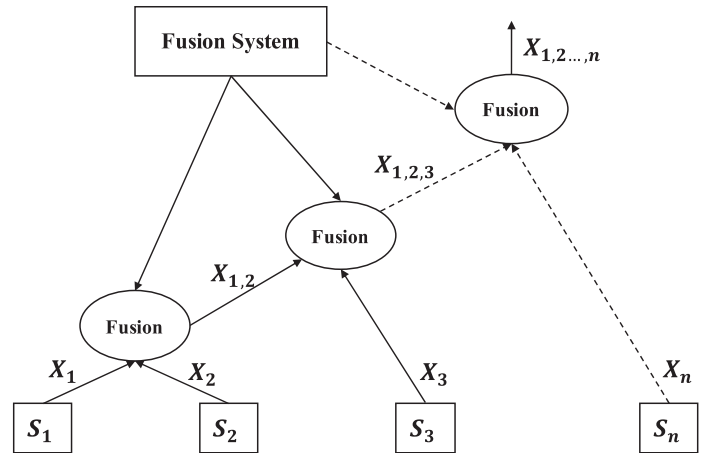 Fusion System
X₁,₂...,ₙ
Fusion
X₁,₂,₃
Fusion
X₁,₂
Fusion
X₁
X₂
X₃
Xₙ
S₁
S₂
S₃
Sₙ